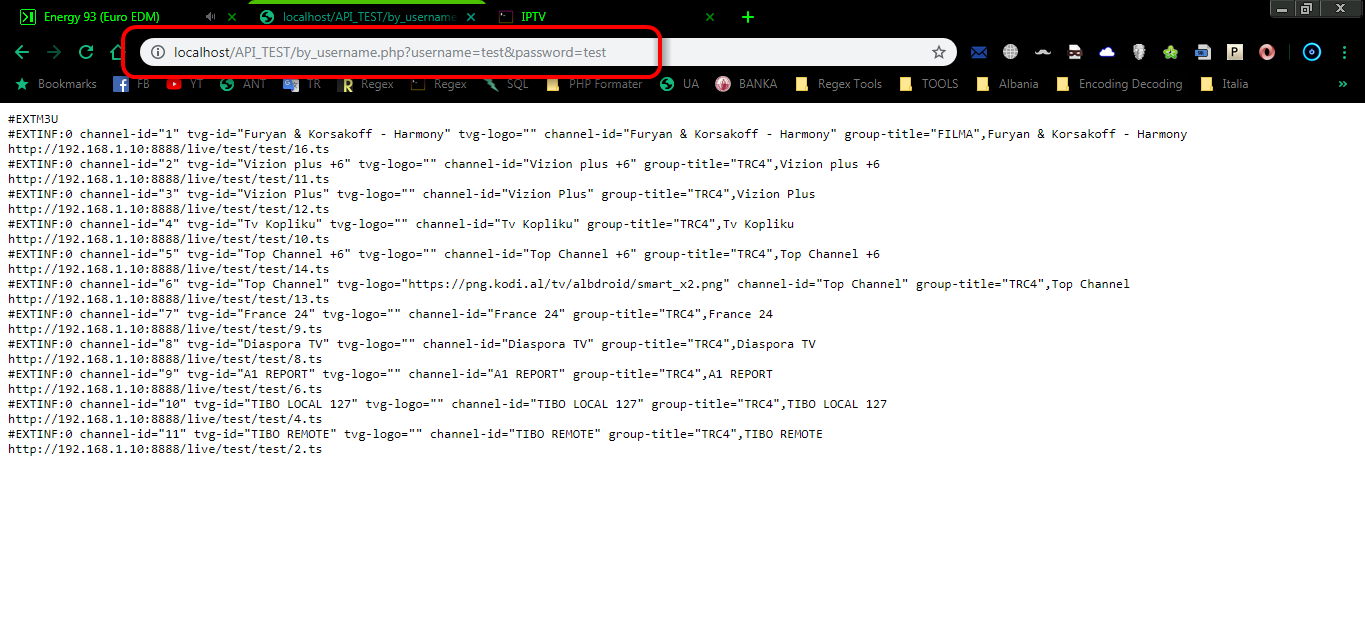 Energy 93 (Euro EDM)
localhost/API_TEST/by_username
IPTV
localhost/API_TEST/by_username.php?username=test&password=test
P
Bookmarks
FB
YT
ANT
TR
Regex
Regex
SQL
PHP Formater
UA
BANKA
Regex Tools
TOOLS
Albania
Encoding Decoding
Italia
#EXTM3U
#EXTINF:0 channel-id="1" tvg-id="Furyan & Korsakoff - Harmony" tvg-logo="" channel-id="Furyan & Korsakoff - Harmony" group-title="FILMA",Furyan & Korsakoff - Harmony
http://192.168.1.10:8888/live/test/test/16.ts
#EXTINF:0 channel-id="2" tvg-id="Vizion plus +6" tvg-logo="" channel-id="Vizion plus +6" group-title="TRC4",Vizion plus +6
http://192.168.1.10:8888/live/test/test/11.ts
#EXTINF:0 channel-id="3" tvg-id="Vizion Plus" tvg-logo="" channel-id="Vizion Plus" group-title="TRC4",Vizion Plus
http://192.168.1.10:8888/live/test/test/12.ts
#EXTINF:0 channel-id="4" tvg-id="Tv Kopliku" tvg-logo="" channel-id="Tv Kopliku" group-title="TRC4",Tv Kopliku
http://192.168.1.10:8888/live/test/test/10.ts
#EXTINF:0 channel-id="5" tvg-id="Top Channel +6" tvg-logo="" channel-id="Top Channel +6" group-title="TRC4",Top Channel +6
http://192.168.1.10:8888/live/test/test/14.ts
#EXTINF:0 channel-id="6" tvg-id="Top Channel" tvg-logo="https://png.kodi.al/tv/albdroid/smart_x2.png" channel-id="Top Channel" group-title="TRC4",Top Channel
http://192.168.1.10:8888/live/test/test/13.ts
#EXTINF:0 channel-id="7" tvg-id="France 24" tvg-logo="" channel-id="France 24" group-title="TRC4",France 24
http://192.168.1.10:8888/live/test/test/9.ts
#EXTINF:0 channel-id="8" tvg-id="Diaspora TV" tvg-logo="" channel-id="Diaspora TV" group-title="TRC4",Diaspora TV
http://192.168.1.10:8888/live/test/test/8.ts
#EXTINF:0 channel-id="9" tvg-id="A1 REPORT" tvg-logo="" channel-id="A1 REPORT" group-title="TRC4",A1 REPORT
http://192.168.1.10:8888/live/test/test/6.ts
#EXTINF:0 channel-id="10" tvg-id="TIBO LOCAL 127" tvg-logo="" channel-id="TIBO LOCAL 127" group-title="TRC4",TIBO LOCAL 127
http://192.168.1.10:8888/live/test/test/4.ts
#EXTINF:0 channel-id="11" tvg-id="TIBO REMOTE" tvg-logo="" channel-id="TIBO REMOTE" group-title="TRC4",TIBO REMOTE
http://192.168.1.10:8888/live/test/test/2.ts